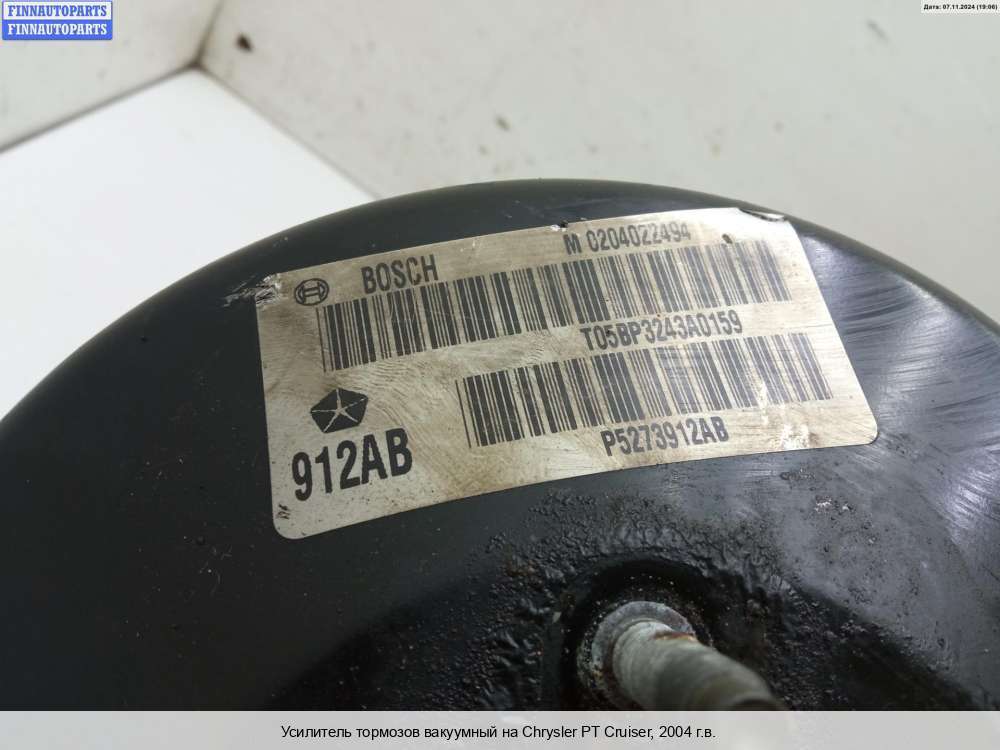 FINNAUTOPARTS
FINNAUTOPARTS
Дата: 07.11.2024 (19:06)
BOSCH
M 0204022494
T05BP3243A0159
912AB
P5273912AB
Усилитель тормозов вакуумный на Chrysler PT Cruiser, 2004 г.в.